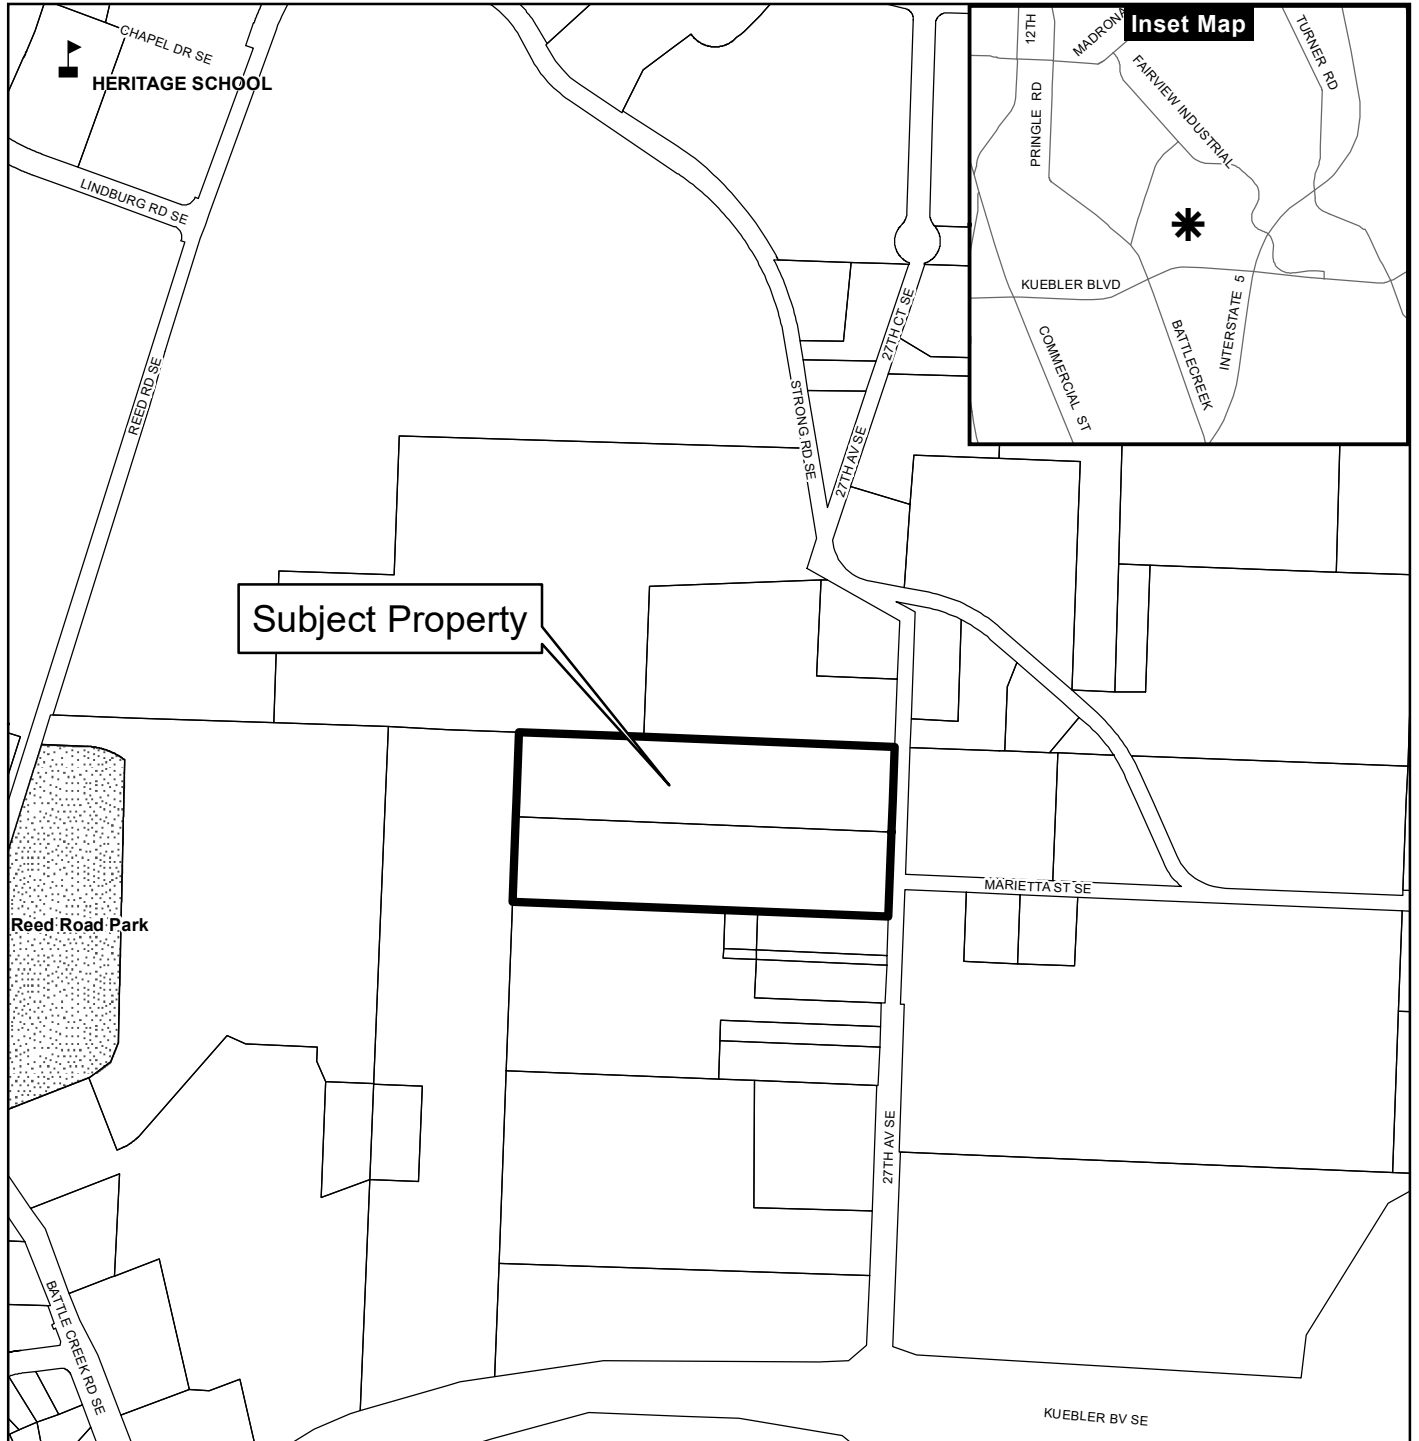 CHAPEL DR SE
HERITAGE SCHOOL
LINDBURG RD SE
REED RD SE
Inset Map
12TH
MADRONA
TURNER RD
FAIRVIEW INDUSTRIAL
PRINGLE RD
KUEBLER BLVD
INTERSTATE 5
BATTLECREEK
COMMERCIAL ST
27TH CT SE
STRONG RD SE
27TH AV SE
Subject Property
MARIETTA ST SE
Reed Road Park
27TH AV SE
BATTLE CREEK RD SE
KUEBLER BV SE